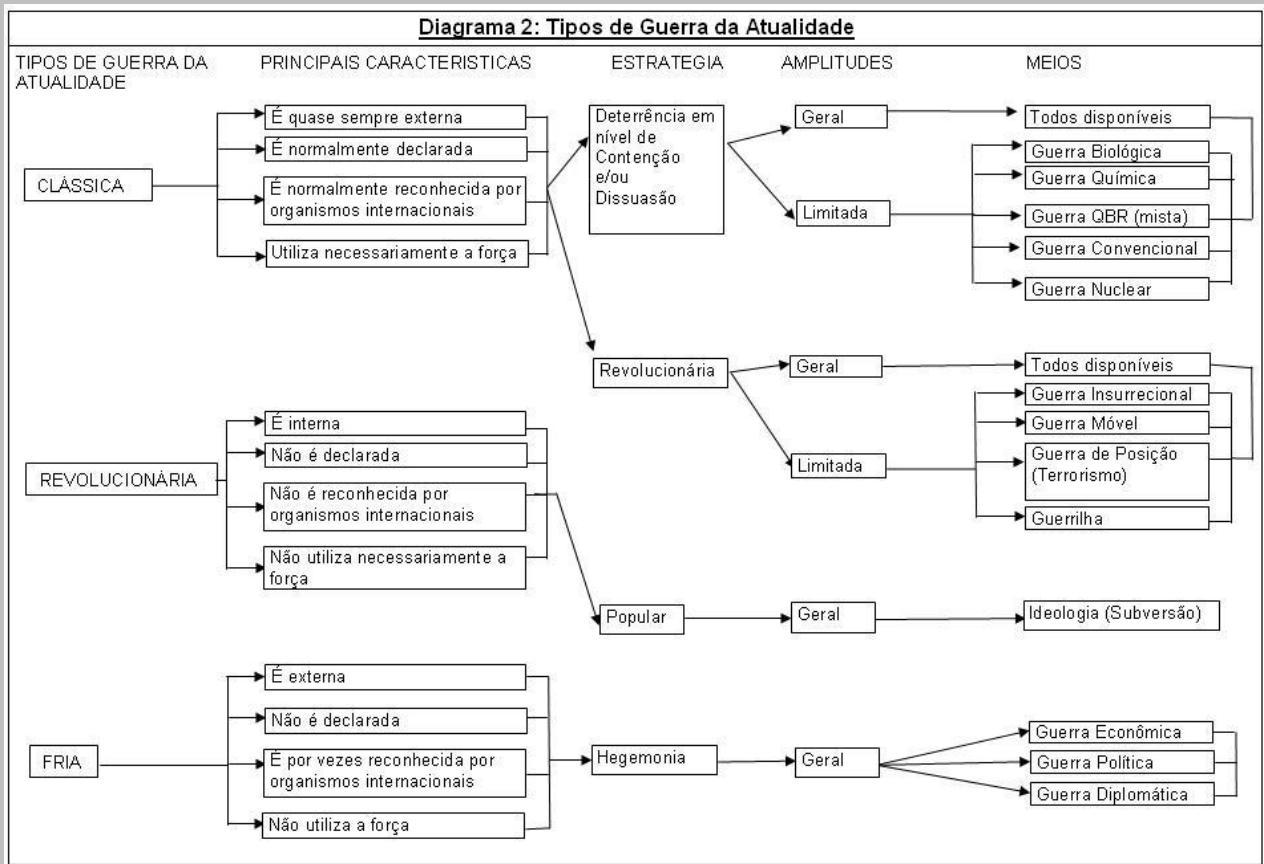 Diagrama 2: Tipos de Guerra da Atualidade
TIPOS DE GUERRA DA
ATUALIDADE
PRINCIPAIS CARACTERISTICAS
ESTRATEGIA
AMPLITUDES
MEIOS
CLÁSSICA
É quase sempre externa
É normalmente declarada
É normalmente reconhecida por
organismos internacionais
Utiliza necessariamente a força
Deterrência em
nível de
Contenção
e/ou
Dissuasão
Geral
Limitada
Todos disponíveis
Guerra Biológica
Guerra Química
Guerra QBR (mista)
Guerra Convencional
Guerra Nuclear
Revolucionária
Geral
Limitada
Todos disponíveis
Guerra Insurrecional
Guerra Móvel
Guerra de Posição
(Terrorismo)
Guerrilha
REVOLUCIONÁRIA
É interna
Não é declarada
Não é reconhecida por
organismos internacionais
Não utiliza necessariamente a
força
Popular
Geral
Ideologia (Subversão)
FRIA
É externa
Não é declarada
É por vezes reconhecida por
organismos internacionais
Não utiliza a força
Hegemonia
Geral
Guerra Econômica
Guerra Política
Guerra Diplomática